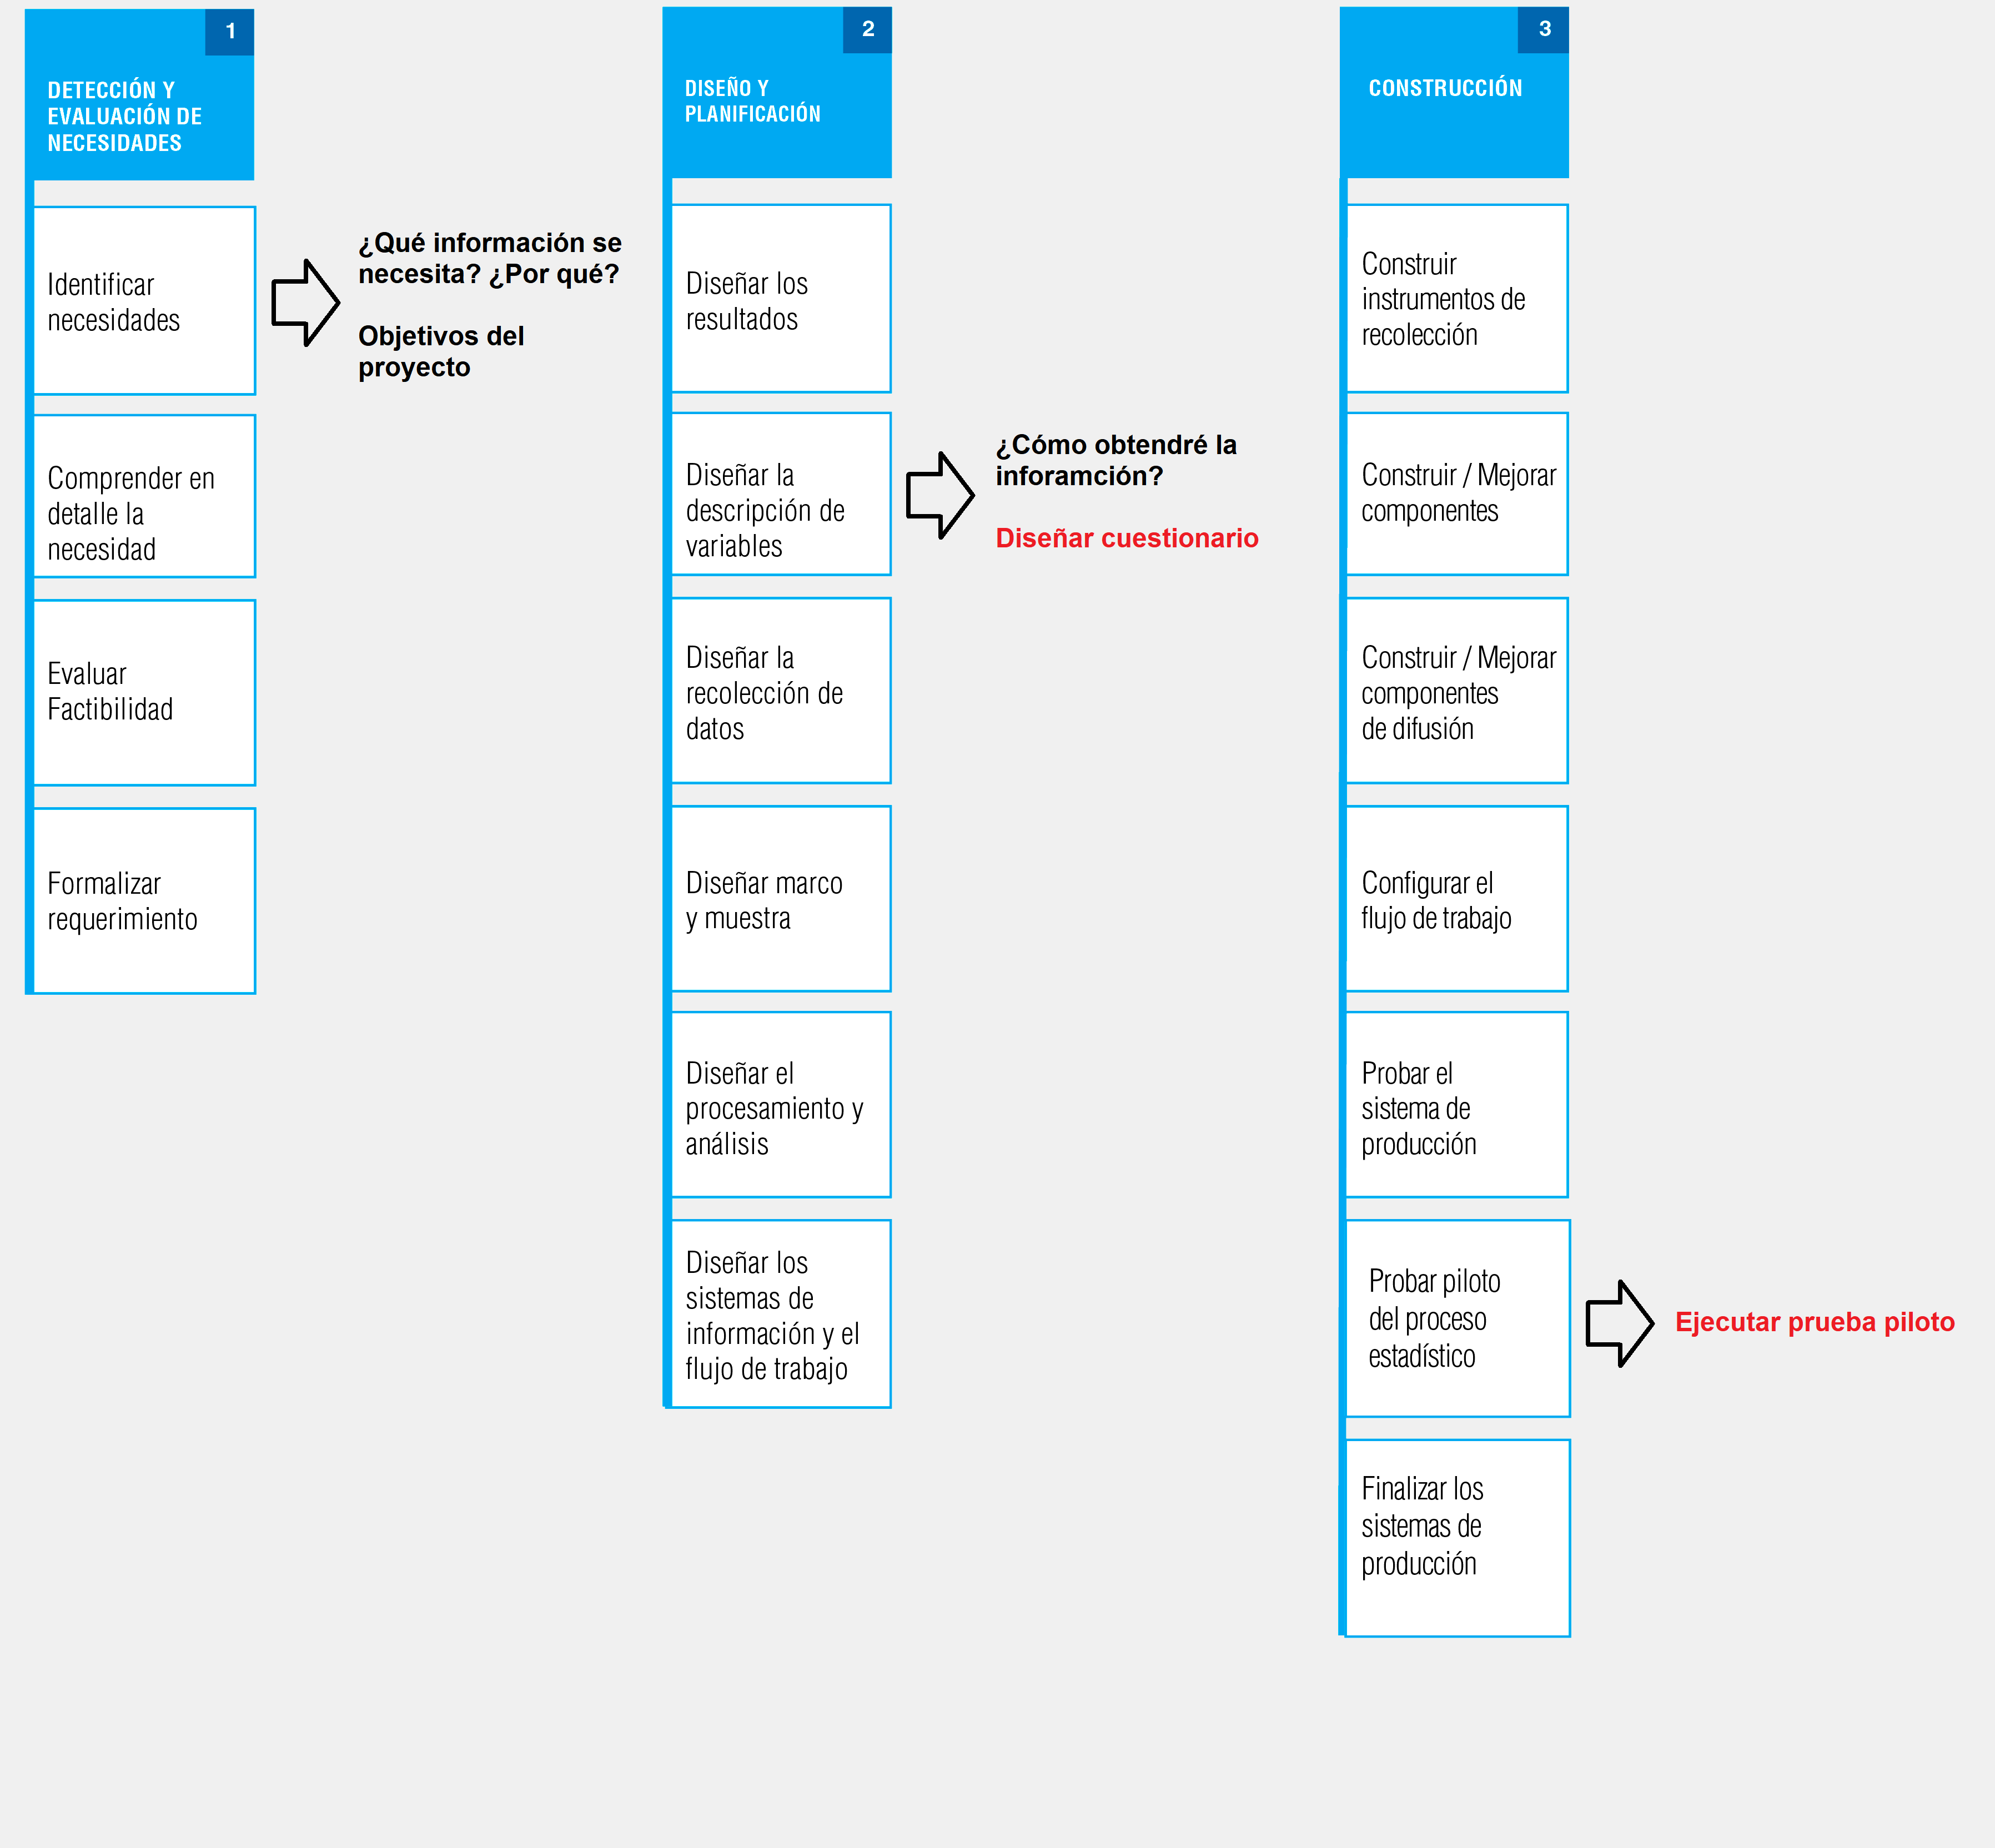 1
DETECCIÓN Y
EVALUACIÓN DE
NECESIDADES
Identificar
necesidades
¿Qué información se
necesita? ¿Por qué?
Objetivos del
proyecto
Comprender en
detalle la
necesidad
Evaluar
Factibilidad
Formalizar
requerimiento
2
DISEÑO Y
PLANIFICACIÓN
Diseñar los
resultados
Diseñar la
descripción de
variables
¿Cómo obtendré la
inforamción?
Diseñar cuestionario
Diseñar la
recolección de
datos
Diseñar marco
y muestra
Diseñar el
procesamiento y
análisis
Diseñar los
sistemas de
información y el
flujo de trabajo
3
CONSTRUCCIÓN
Construir
instrumentos de
recolección
Construir / Mejorar
componentes
Construir / Mejorar
componentes
de difusión
Configurar el
flujo de trabajo
Probar el
sistema de
producción
Probar piloto
del proceso
estadístico
Ejecutar prueba piloto
Finalizar los
sistemas de
producción